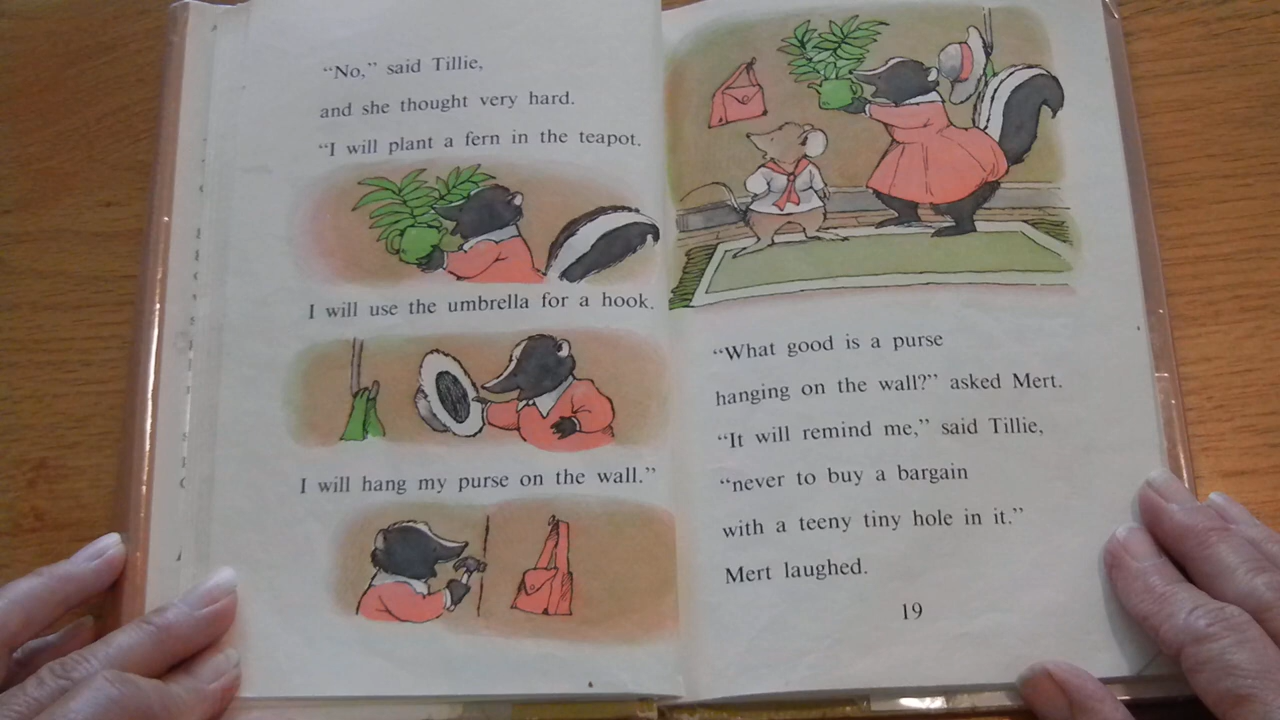 “No,” said Tillie,
and she thought very hard.
“I will plant a fern in the teapot.
I will use the umbrella for a hook.
I will hang my purse on the wall.”
“What good is a purse
hanging on the wall?” asked Mert.
“It will remind me,” said Tillie,
“never to buy a bargain
with a teeny tiny hole in it.”
Mert laughed.
19